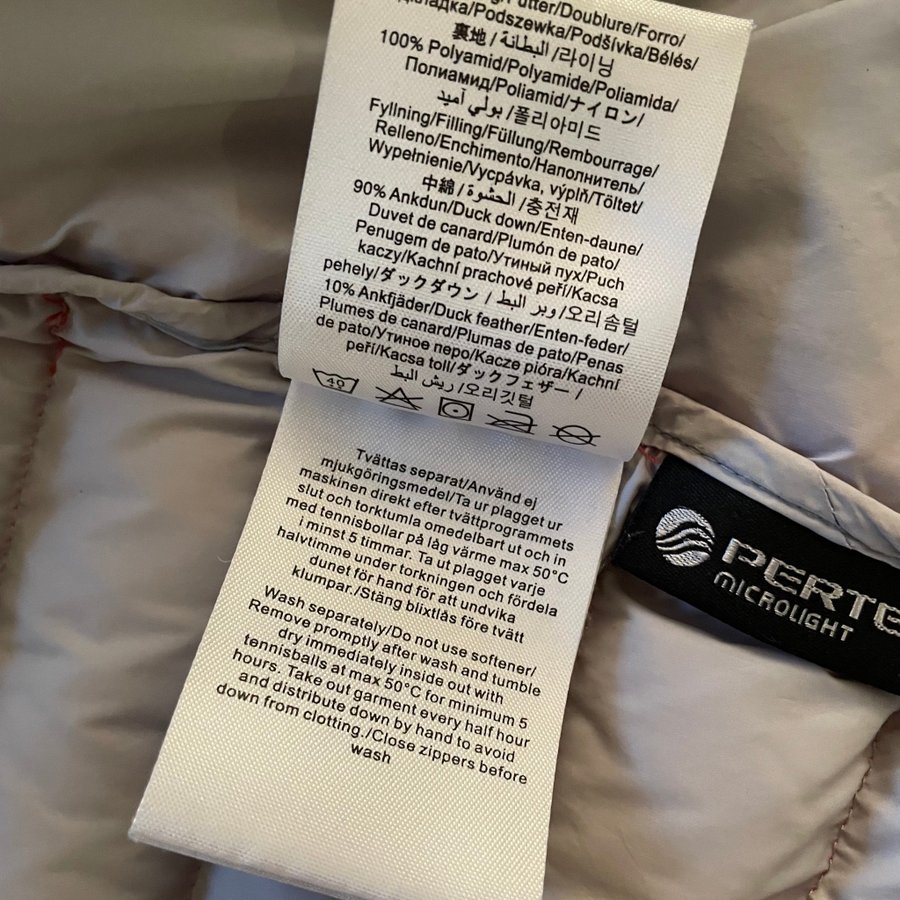 Futter/Doublure/Forro/
Подкладка/Podszewka/Podšívka/Bélés/
裏地/البطانة/라이닝
100% Polyamid/Polyamide/Poliamida/
Полиамид/Poliamid/ナイロン/
بولي أميد/폴리아미드
Fyllning/Filling/Füllung/Rembourrage/
Relleno/Enchimento/Наполнитель/
Wypełnienie/Vycpávka, výplň/Töltet/
中綿/الحشوة/충전재
90% Ankdun/Duck down/Enten-daune/
Duvet de canard/Plumón de pato/
Penugem de pato/Утиный пух/Puch
kaczy/Kachní prachové peří/Kacsa
pehely/ダックダウン/وبر البط/오리솜털
10% Ankfjäder/Duck feather/Enten-feder/
Plumes de canard/Plumas de pato/Penas
de pato/Утиное перо/Kacze pióra/Kachní
peří/Kacsa toll/ダックフェザー/
ريش البط/오리깃털
40
Tvättas separat/Använd ej
mjukgöringsmedel/Ta ur plagget ur
maskinen direkt efter tvättprogrammets
slut och torktumla omedelbart ut och in
med tennisbollar på låg värme max 50°C
i minst 5 timmar. Ta ut plagget varje
halvtimme under torkningen och fördela
dunet för hand för att undvika
klumpar./Stäng blixtlås före tvätt
Wash separately/Do not use softener/
Remove promptly after wash and tumble
dry immediately inside out with
tennisballs at max 50°C for minimum 5
hours. Take out garment every half hour
and distribute down by hand to avoid
down from clotting./Close zippers before
wash
PERTE
MICROLIGHT